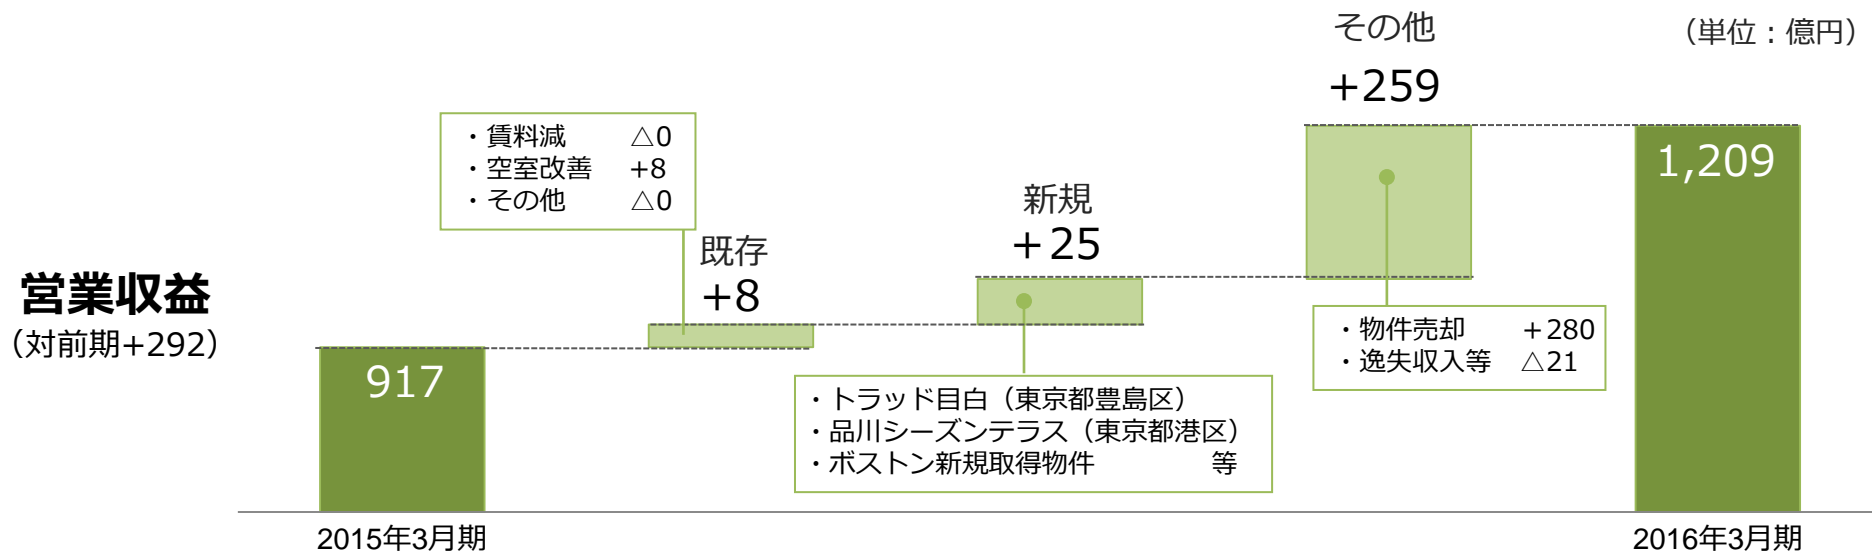 その他
（単位：億円）
+259
・賃料減 △0
・空室改善 +8
・その他 △0
1,209
新規
+25
既存
+8
営業収益
（対前期+292）
・物件売却 +280
・逸失収入等 △21
917
・トラッド目白（東京都豊島区）
・品川シーズンテラス（東京都港区）
・ボストン新規取得物件 等
2015年3月期
2016年3月期